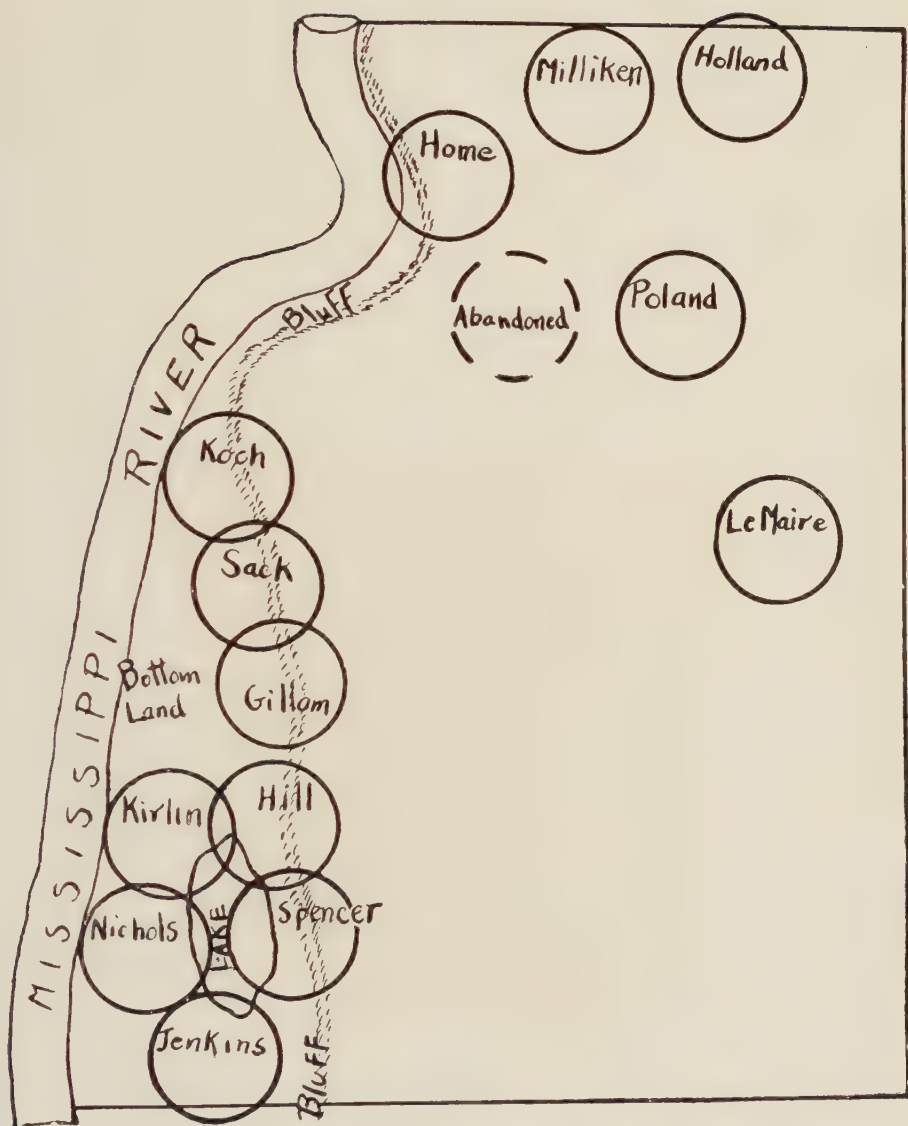 Milliken
Holland
Home
Bluff
Abandoned
Poland
MISSISSIPPI RIVER
Koch
LeMaire
Sack
Bottom
Land
Gillam
Kirlin
Hill
Nichols
LAKE
Spencer
Jenkins
Bluff